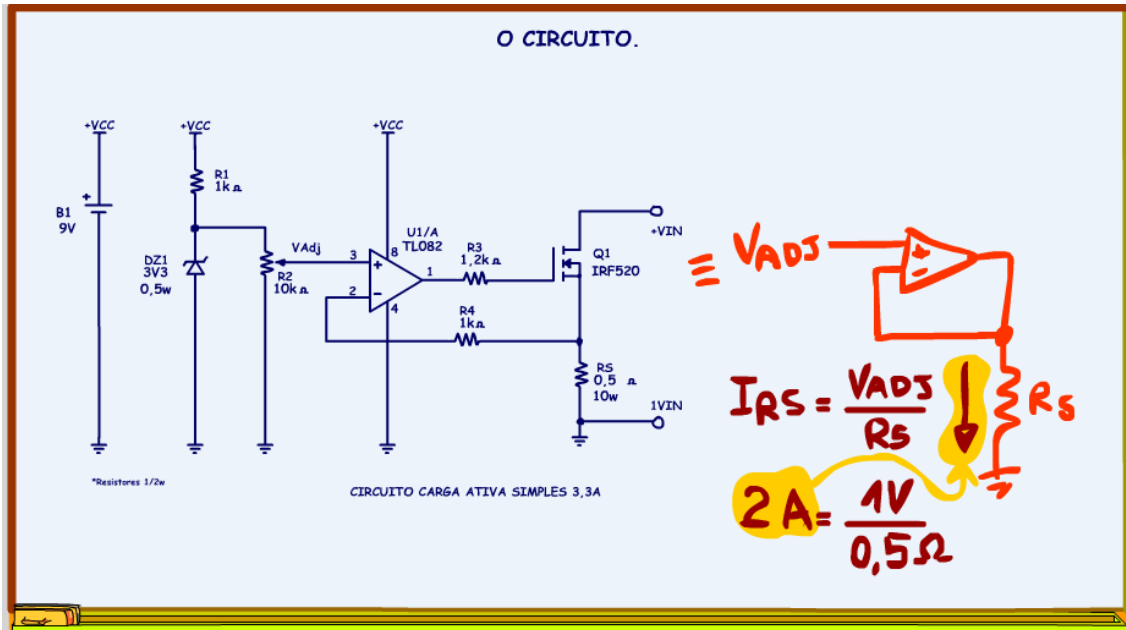 O CIRCUITO.
+VCC
+VCC
+VCC
R1
1kΩ
B1
9V
+
DZ1
3V3
0,5w
VAdj
R2
10kΩ
U1/A
TL082
3
+
2
-
8
4
1
R3
1,2kΩ
R4
1kΩ
Q1
IRF520
+VIN
RS
0,5 Ω
10w
1VIN
*Resistores 1/2w
CIRCUITO CARGA ATIVA SIMPLES 3,3A
≡ VADJ
+
-
RS
IRS = VADJ / RS
2A = 1V / 0,5Ω